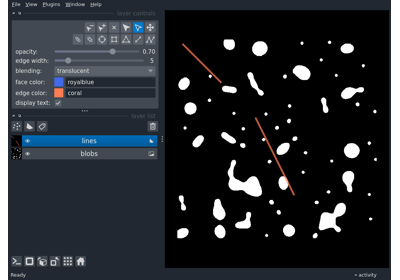 File View Plugins Window Help
layer controls
opacity: 0.70
edge width: 5
blending: translucent
face color: royalblue
edge color: coral
display text:
layer list
lines
blobs
Ready
activity